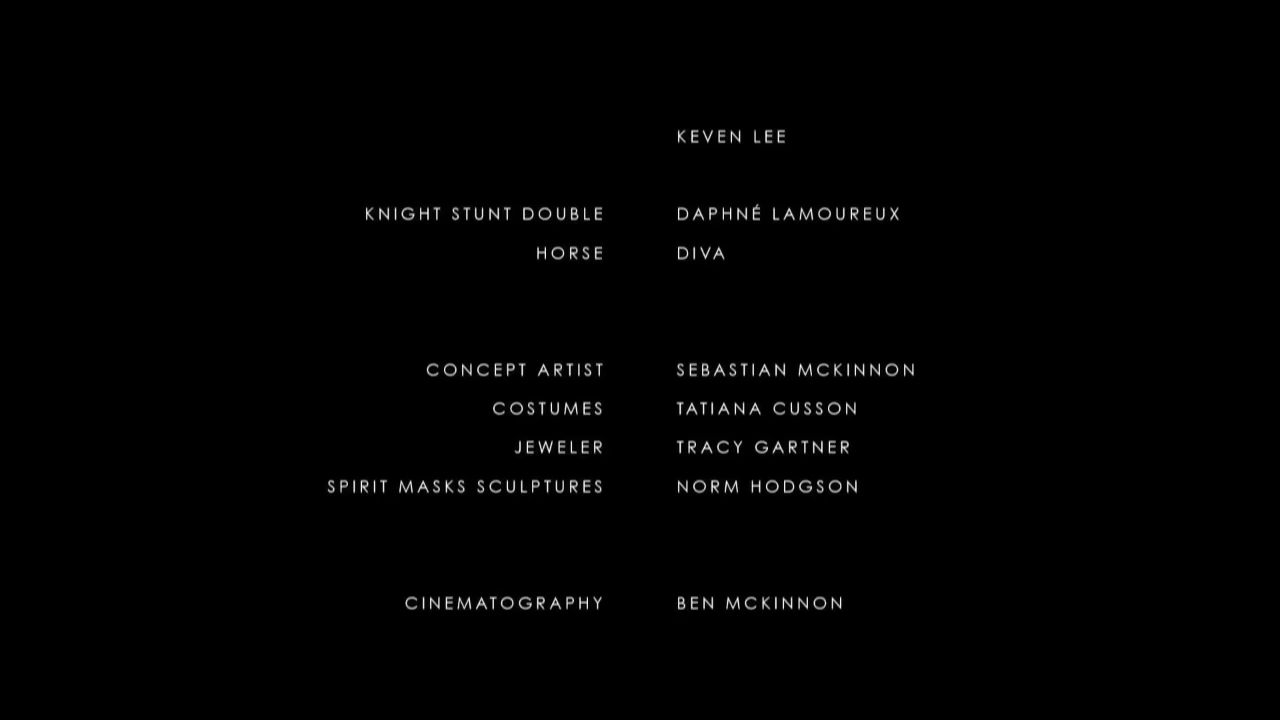 KEVEN LEE
KNIGHT STUNT DOUBLE DAPHNÉ LAMOUREUX
HORSE DIVA
CONCEPT ARTIST SEBASTIAN MCKINNON
COSTUMES TATIANA CUSSON
JEWELER TRACY GARTNER
SPIRIT MASKS SCULPTURES NORM HODGSON
CINEMATOGRAPHY BEN MCKINNON